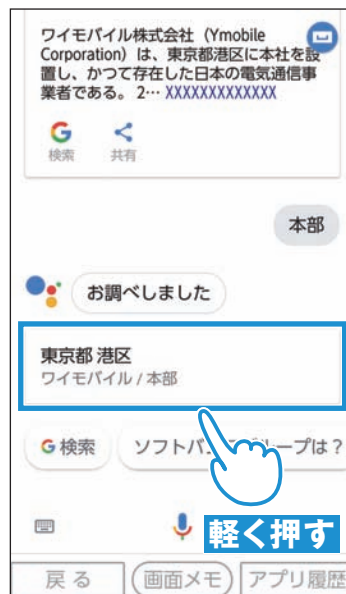 ワイモバイル株式会社（Ymobile
Corporation）は、東京都港区に本社を設
置し、かつて存在した日本の電気通信事
業者である。 2… XXXXXXXXXXXXX
検索 共有
本部
お調べしました
東京都 港区
ワイモバイル / 本部
G 検索 ソフトバ ループは？
軽く押す
戻る 画面メモ アプリ履歴